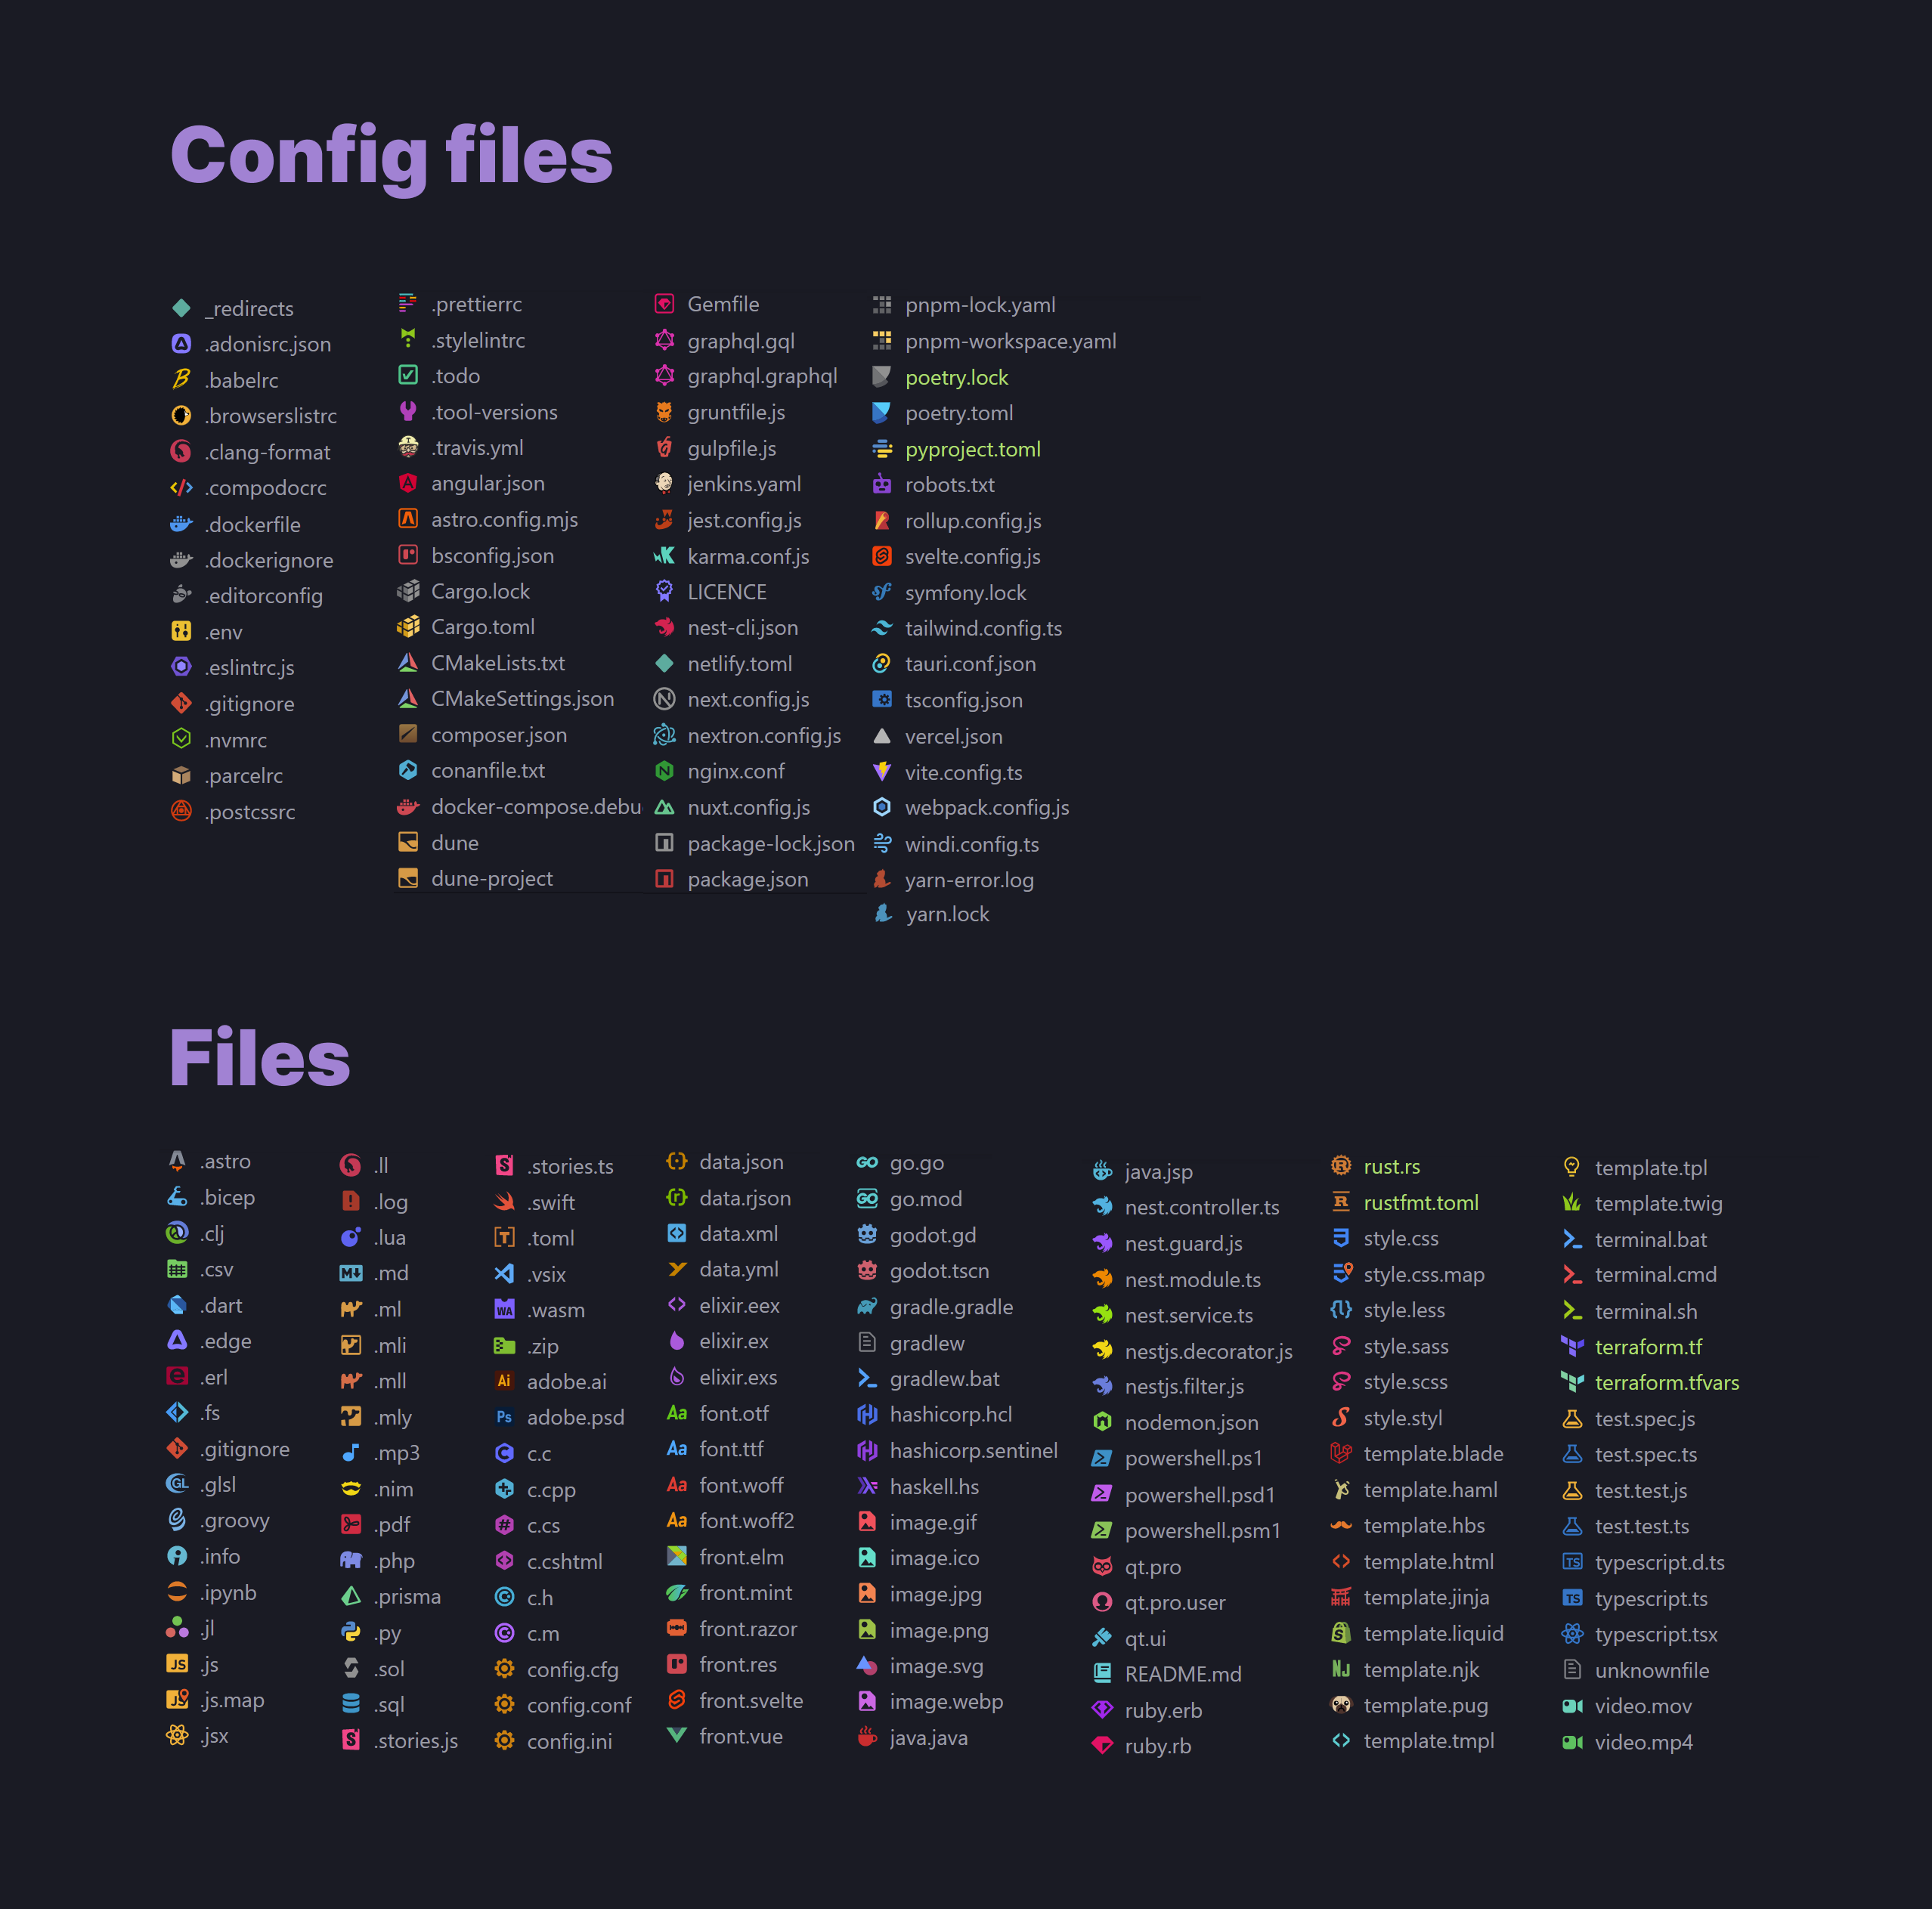 Config files
_redirects
.adonisrc.json
.babelrc
.browserslistrc
.clang-format
.compodocrc
.dockerfile
.dockerignore
.editorconfig
.env
.eslintrc.js
.gitignore
.nvmrc
.parcelrc
.postcssrc
.prettierrc
.stylelintrc
.todo
.tool-versions
.travis.yml
angular.json
astro.config.mjs
bsconfig.json
Cargo.lock
Cargo.toml
CMakeLists.txt
CMakeSettings.json
composer.json
conanfile.txt
docker-compose.debu
dune
dune-project
Gemfile
graphql.gql
graphql.graphql
gruntfile.js
gulpfile.js
jenkins.yaml
jest.config.js
karma.conf.js
LICENCE
nest-cli.json
netlify.toml
next.config.js
nextron.config.js
nginx.conf
nuxt.config.js
package-lock.json
package.json
pnpm-lock.yaml
pnpm-workspace.yaml
poetry.lock
poetry.toml
pyproject.toml
robots.txt
rollup.config.js
svelte.config.js
symfony.lock
tailwind.config.ts
tauri.conf.json
tsconfig.json
vercel.json
vite.config.ts
webpack.config.js
windi.config.ts
yarn-error.log
yarn.lock
Files
.astro
.bicep
.clj
.csv
.dart
.edge
.erl
.fs
.gitignore
.glsl
.groovy
.info
.ipynb
.jl
.js
.js.map
.jsx
.ll
.log
.lua
.md
.ml
.mli
.mll
.mly
.mp3
.nim
.pdf
.php
.prisma
.py
.sol
.sql
.stories.js
.stories.ts
.swift
.toml
.vsix
.wasm
.zip
adobe.ai
adobe.psd
c.c
c.cpp
c.cs
c.cshtml
c.h
c.m
config.cfg
config.conf
config.ini
data.json
data.rjson
data.xml
data.yml
elixir.eex
elixir.ex
elixir.exs
font.otf
font.ttf
font.woff
font.woff2
front.elm
front.mint
front.razor
front.res
front.svelte
front.vue
go.go
go.mod
godot.gd
godot.tscn
gradle.gradle
gradlew
gradlew.bat
hashicorp.hcl
hashicorp.sentinel
haskell.hs
image.gif
image.ico
image.jpg
image.png
image.svg
image.webp
java.java
java.jsp
nest.controller.ts
nest.guard.js
nest.module.ts
nest.service.ts
nestjs.decorator.js
nestjs.filter.js
nodemon.json
powershell.ps1
powershell.psd1
powershell.psm1
qt.pro
qt.pro.user
qt.ui
README.md
ruby.erb
ruby.rb
rust.rs
rustfmt.toml
style.css
style.css.map
style.less
style.sass
style.scss
style.styl
template.blade
template.haml
template.hbs
template.html
template.jinja
template.liquid
template.njk
template.pug
template.tmpl
template.tpl
template.twig
terminal.bat
terminal.cmd
terminal.sh
terraform.tf
terraform.tfvars
test.spec.js
test.spec.ts
test.test.js
test.test.ts
typescript.d.ts
typescript.ts
typescript.tsx
unknownfile
video.mov
video.mp4